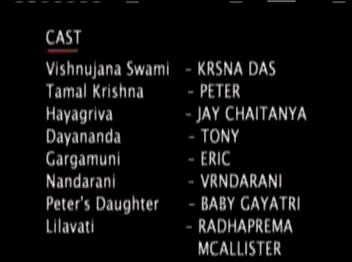 CAST
Vishnujana Swami - KRSNA DAS
Tamal Krishna - PETER
Hayagriva - JAY CHAITANYA
Dayananda - TONY
Gargamuni - ERIC
Nandarani - VRNDARANI
Peter's Daughter - BABY GAYATRI
Lilavati - RADHAPREMA
MCALLISTER